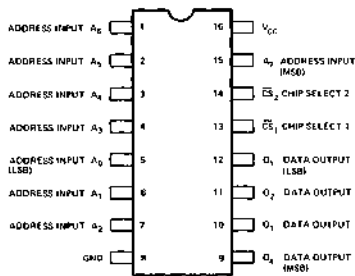 ADDRESS INPUT A6 1 16 VCC
ADDRESS INPUT A5 2 15 A7 ADDRESS INPUT
(MSB)
ADDRESS INPUT A4 3 14 CS2 CHIP SELECT 2
ADDRESS INPUT A3 4 13 CS1 CHIP SELECT 1
ADDRESS INPUT A0 5 12 O1 DATA OUTPUT
(LSB) (LSB)
ADDRESS INPUT A1 6 11 O2 DATA OUTPUT
ADDRESS INPUT A2 7 10 DATA OUTPUT
GND 8 9 O4 DATA OUTPUT
(MSB)